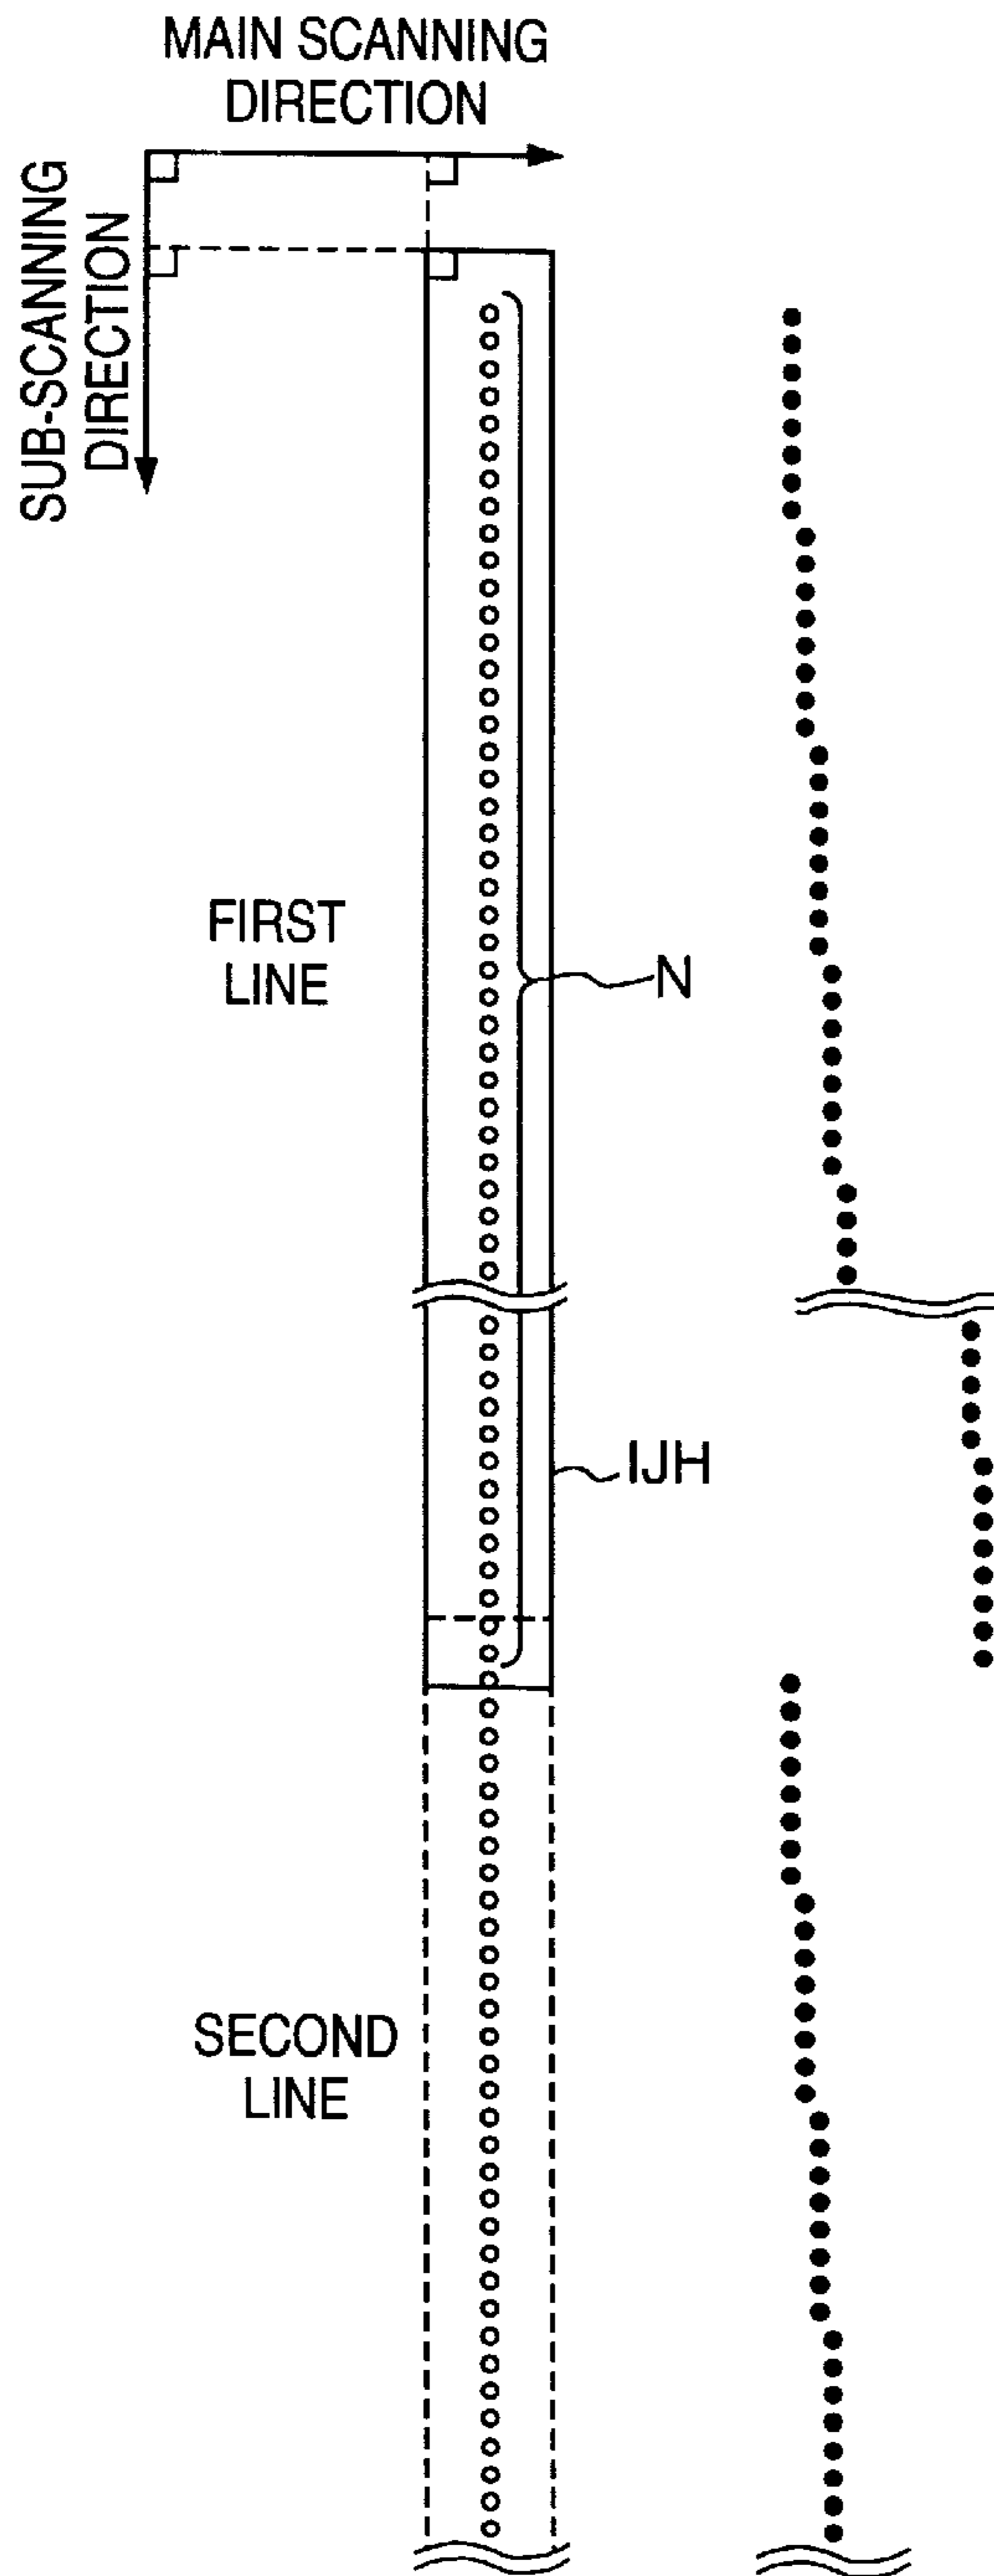 MAIN SCANNING
DIRECTION
SUB-SCANNING
DIRECTION
FIRST
LINE
N
IJH
SECOND
LINE